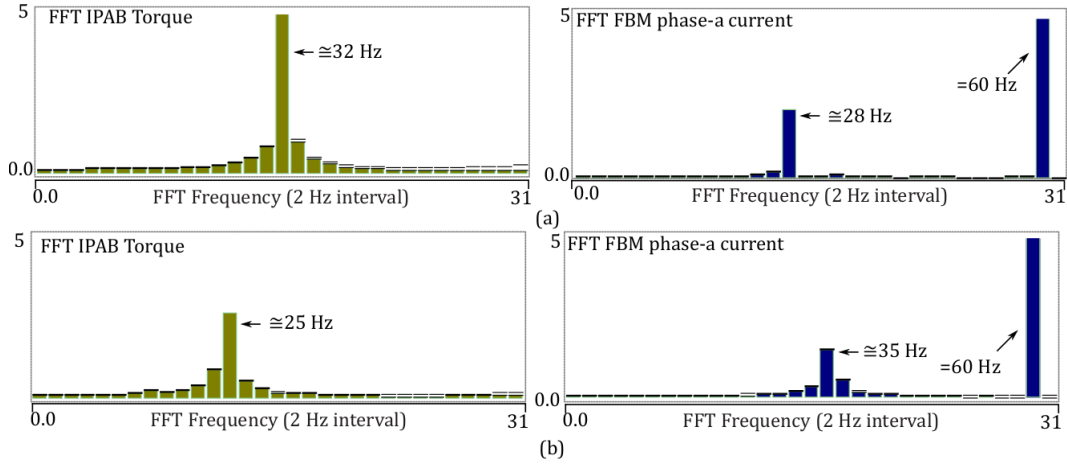 5
FFT IPAB Torque
≅32 Hz
0.0
0.0
FFT Frequency (2 Hz interval)
31
5
FFT FBM phase-a current
=60 Hz
≅28 Hz
0.0
0.0
FFT Frequency (2 Hz interval)
31
(a)
5
FFT IPAB Torque
≅25 Hz
0.0
0.0
FFT Frequency (2 Hz interval)
31
5
FFT FBM phase-a current
≅35 Hz
=60 Hz
0.0
0.0
FFT Frequency (2 Hz interval)
31
(b)